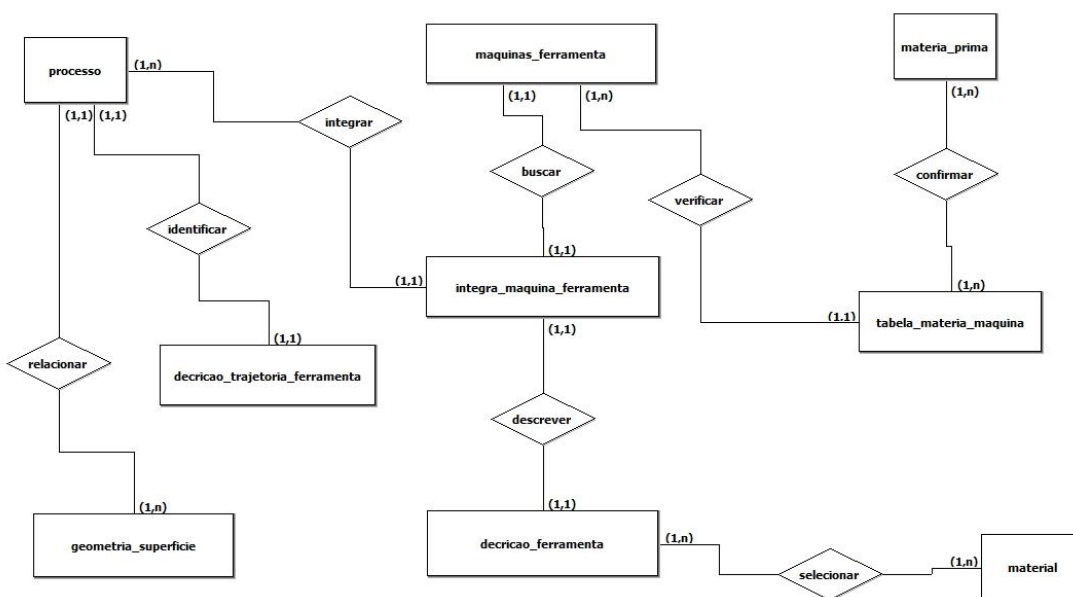 maquinas_ferramenta
materia_prima
processo
(1,n)
(1,1)
(1,n)
(1,n)
(1,1)
(1,1)
integrar
buscar
confirmar
verificar
identificar
(1,1)
(1,1)
integra_maquina_ferramenta
(1,n)
(1,1)
tabela_materia_maquina
(1,1)
(1,1)
relacionar
decricao_trajetoria_ferramenta
descrever
(1,n)
(1,1)
geometria_superficie
decricao_ferramenta
(1,n)
selecionar
(1,n)
material